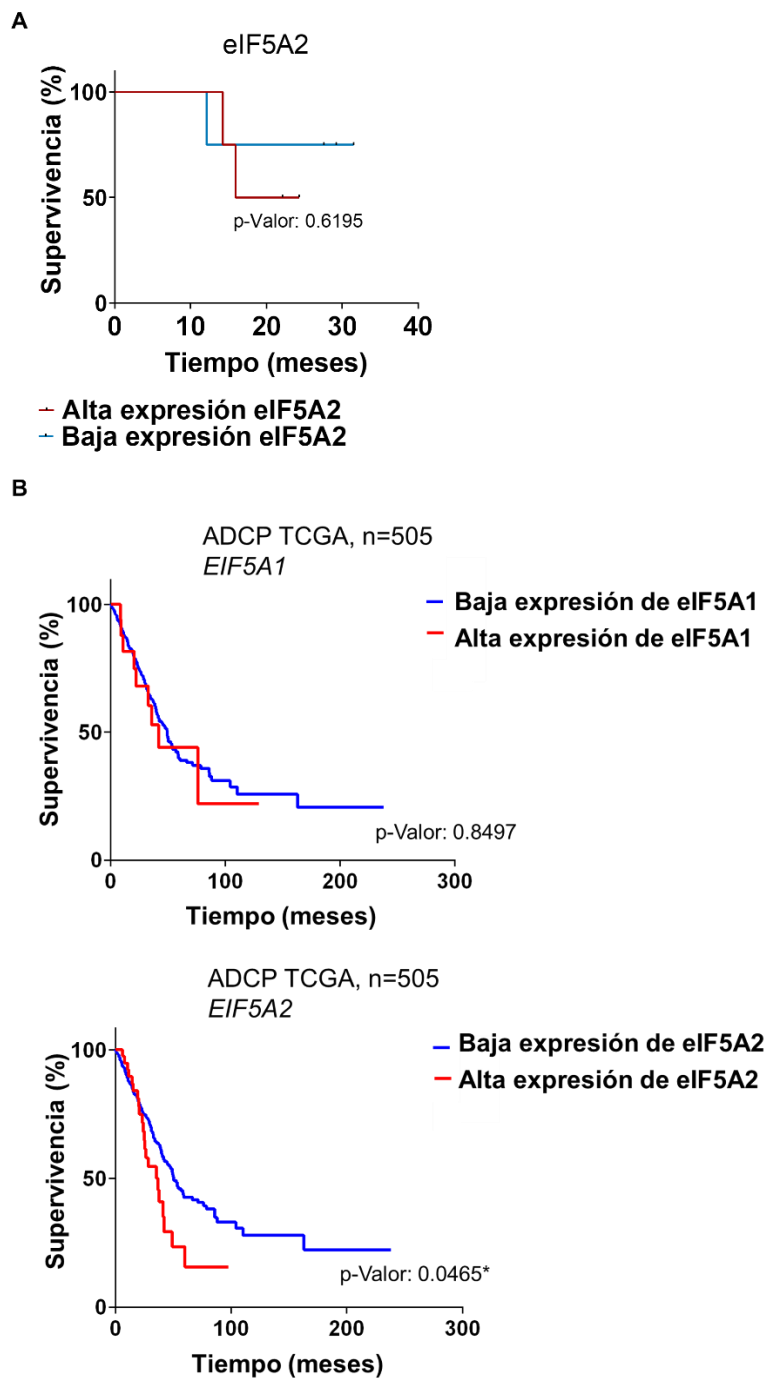 A
eIF5A2
Supervivencia (%)
100
50
0
p-Valor: 0.6195
0 10 20 30 40
Tiempo (meses)
Alta expresión eIF5A2
Baja expresión eIF5A2
B
ADCP TCGA, n=505
EIF5A1
Supervivencia (%)
100
50
0
Baja expresión de eIF5A1
Alta expresión de eIF5A1
p-Valor: 0.8497
0 100 200 300
Tiempo (meses)
ADCP TCGA, n=505
EIF5A2
Supervivencia (%)
100
50
0
Baja expresión de eIF5A2
Alta expresión de eIF5A2
p-Valor: 0.0465*
0 100 200 300
Tiempo (meses)